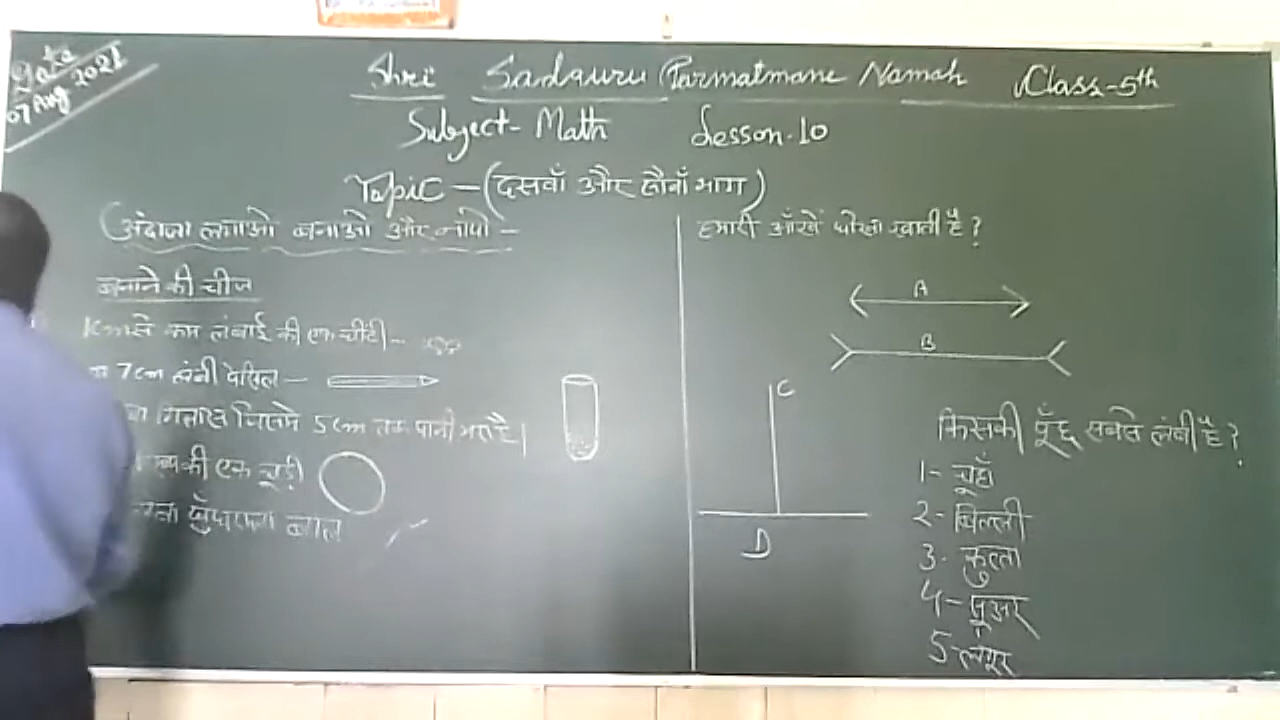 Date
07 Aug 2021
Shri Sadguru Parmatmane Namah Class-5th
Subject- Math Lesson-10
Topic - (दसवाँ और सौवाँ भाग)
अंदाजा लगाओ बनाओ और नापो -
बनाने की चीज
1cm से कम लंबाई की एक चींटी -
7cm लंबी पेंसिल -
गिलास जिसमें 5cm तक पानी भरा है।
की एक चूड़ी
घुँघराला बाल
हमारी आँखें धोखा खाती है?
A
B
C
D
किसकी पूँछ सबसे लंबी है?
1- चूहाँ
2- बिल्ली
3- कुत्ता
4- सूअर
5- लंगूर